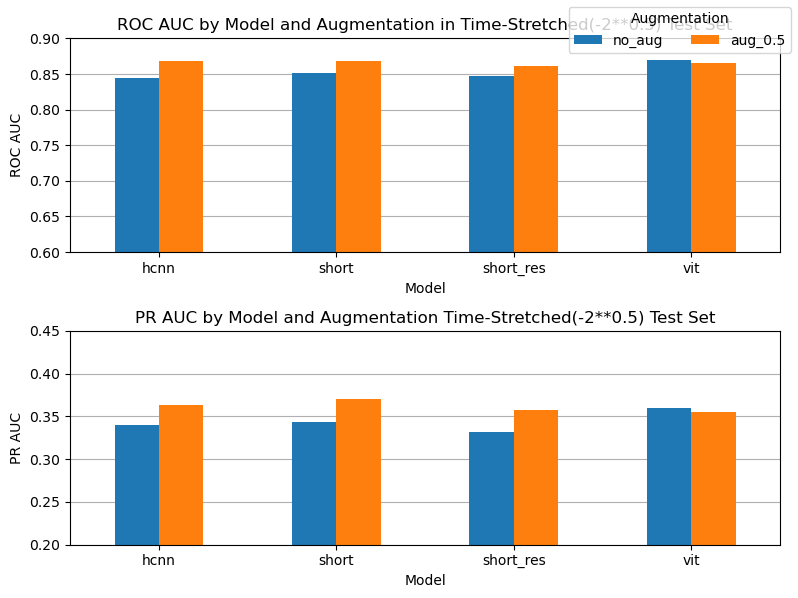 ROC AUC by Model and Augmentation in Time-Stretched(-2**0.5) Test Set
Augmentation
no_aug
aug_0.5
0.90
0.85
0.80
0.75
0.70
0.65
0.60
ROC AUC
hcnn
short
short_res
vit
Model
PR AUC by Model and Augmentation Time-Stretched(-2**0.5) Test Set
0.45
0.40
0.35
0.30
0.25
0.20
PR AUC
hcnn
short
short_res
vit
Model